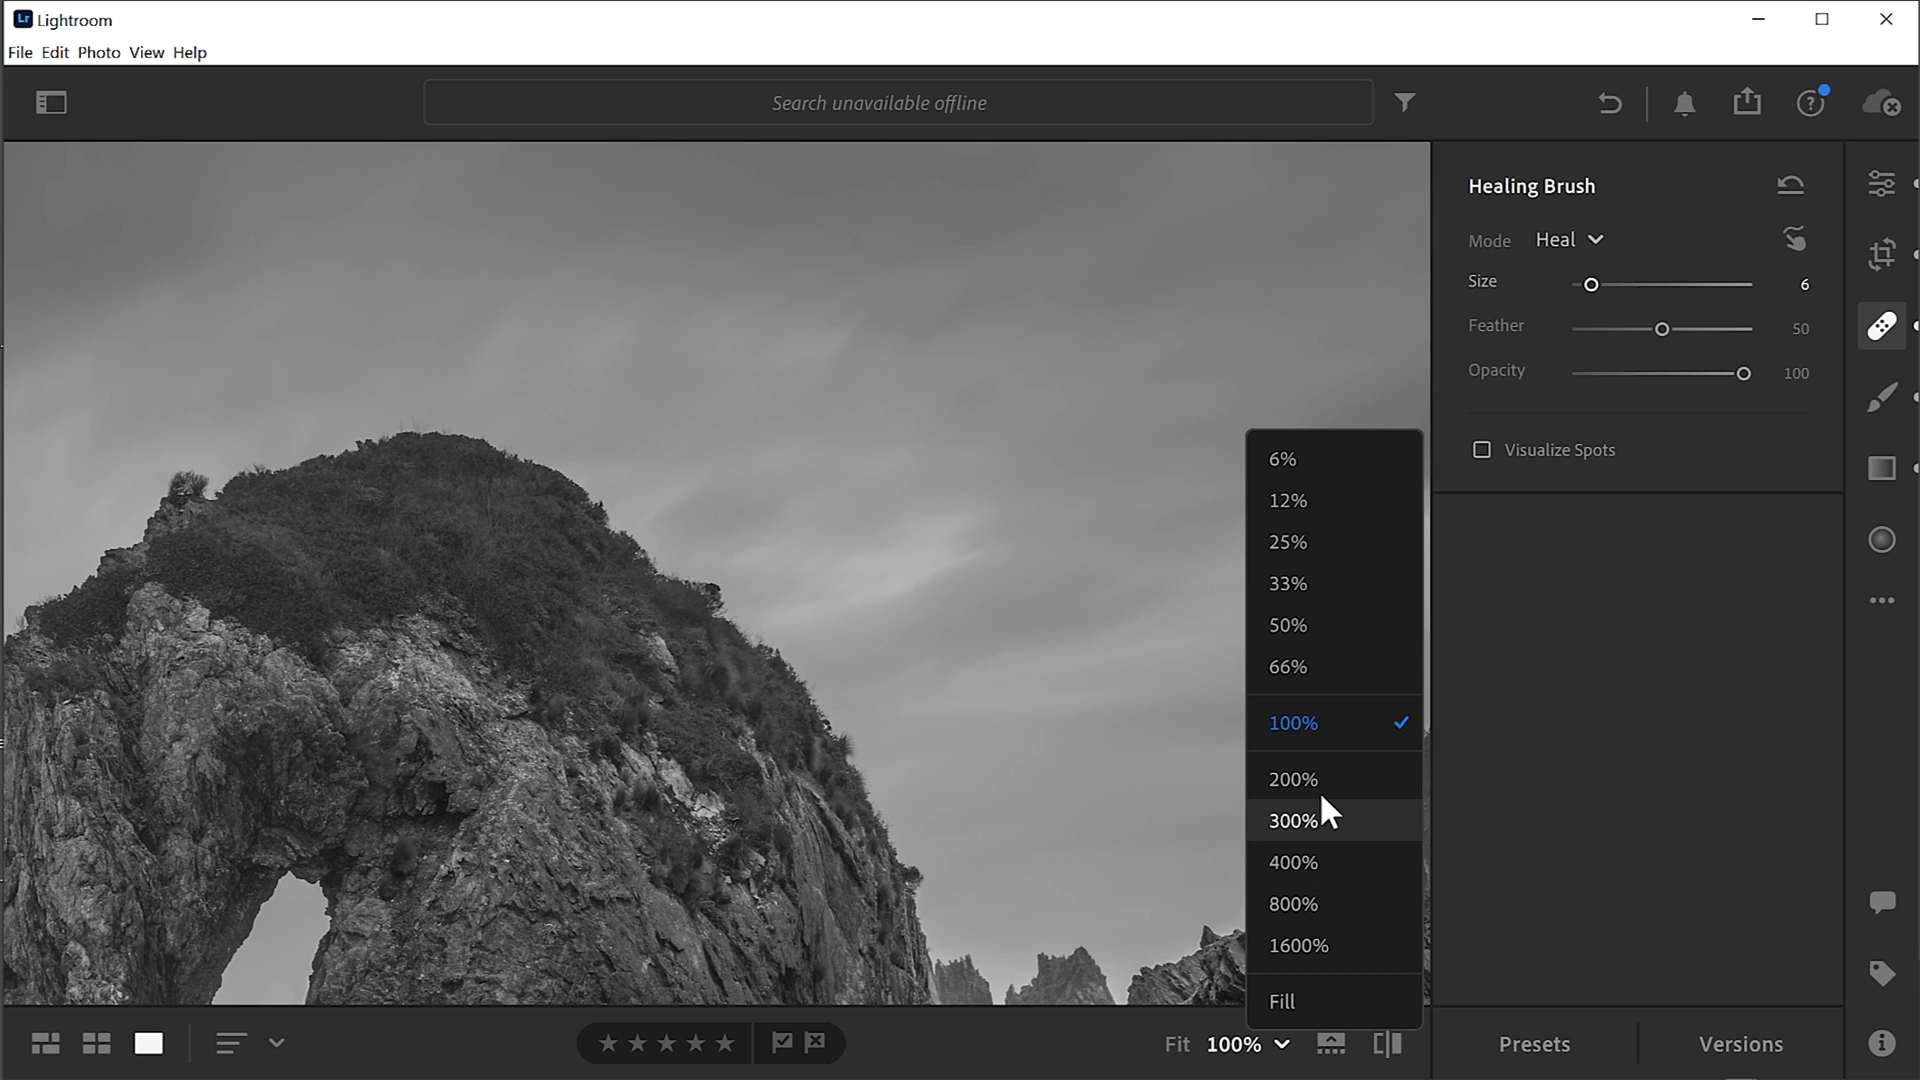 Lr Lightroom
File Edit Photo View Help
Search unavailable offline
Healing Brush
Mode Heal
Size 6
Feather 50
Opacity 100
Visualize Spots
6%
12%
25%
33%
50%
66%
100%
200%
300%
400%
800%
1600%
Fill
Fit 100%
Presets Versions